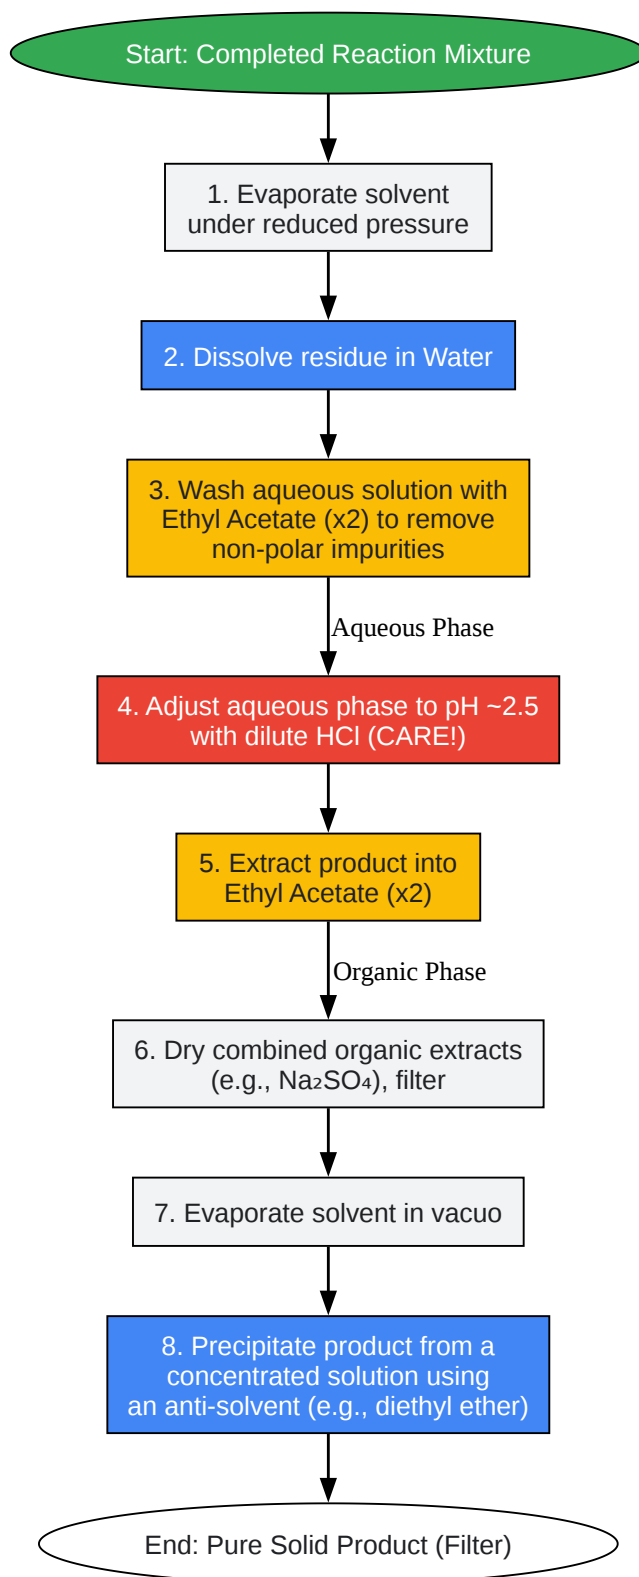 Start: Completed Reaction Mixture
1. Evaporate solvent
under reduced pressure
2. Dissolve residue in Water
3. Wash aqueous solution with
Ethyl Acetate (x2) to remove
non-polar impurities
Aqueous Phase
4. Adjust aqueous phase to pH ~2.5
with dilute HCl (CARE!)
5. Extract product into
Ethyl Acetate (x2)
Organic Phase
6. Dry combined organic extracts
(e.g., Na₂SO₄), filter
7. Evaporate solvent in vacuo
8. Precipitate product from a
concentrated solution using
an anti-solvent (e.g., diethyl ether)
End: Pure Solid Product (Filter)